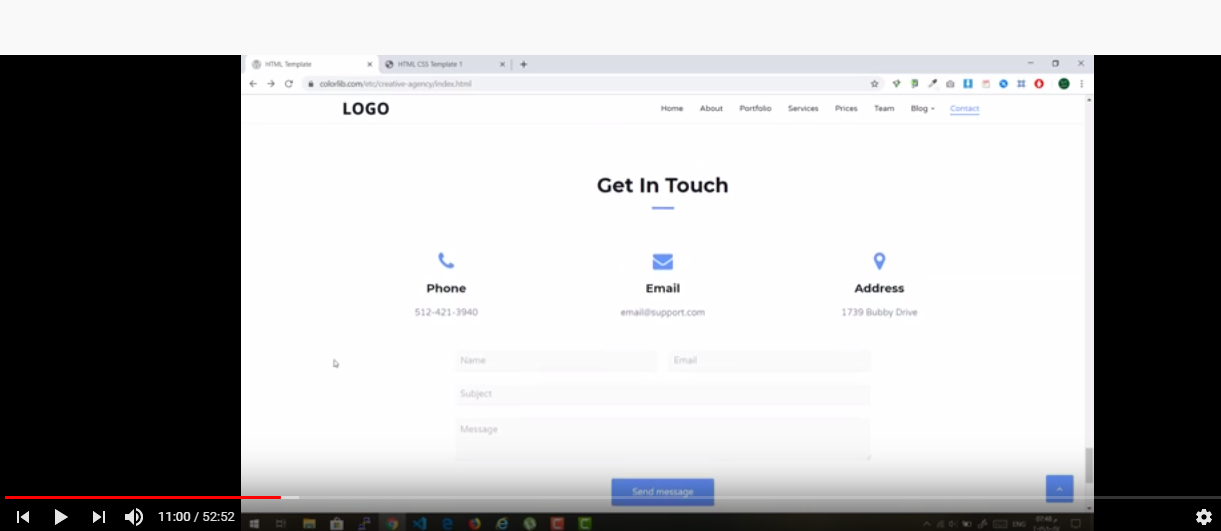 HTML Template
HTML CSS Template 1
colorlib.com/etc/creative-agency/index.html
LOGO
Home About Portfolio Services Prices Team Blog Contact
Get In Touch
Phone Email Address
512-421-3940 email@support.com 1739 Bubby Drive
Name Email
Subject
Message
Send message
11:00 / 52:52
ENG